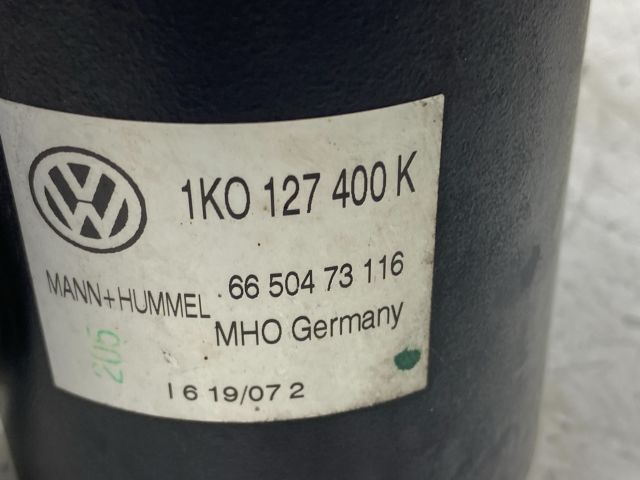 1KO 127 400 K
MANN+HUMMEL 66 504 73 116
MHO Germany
205
I 6 19/07 2